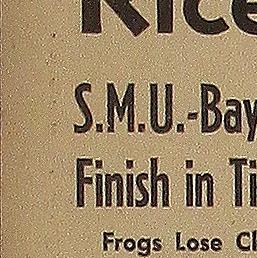 Rice
S.M.U.-Bay
Finish in Ti
Frogs Lose Cl